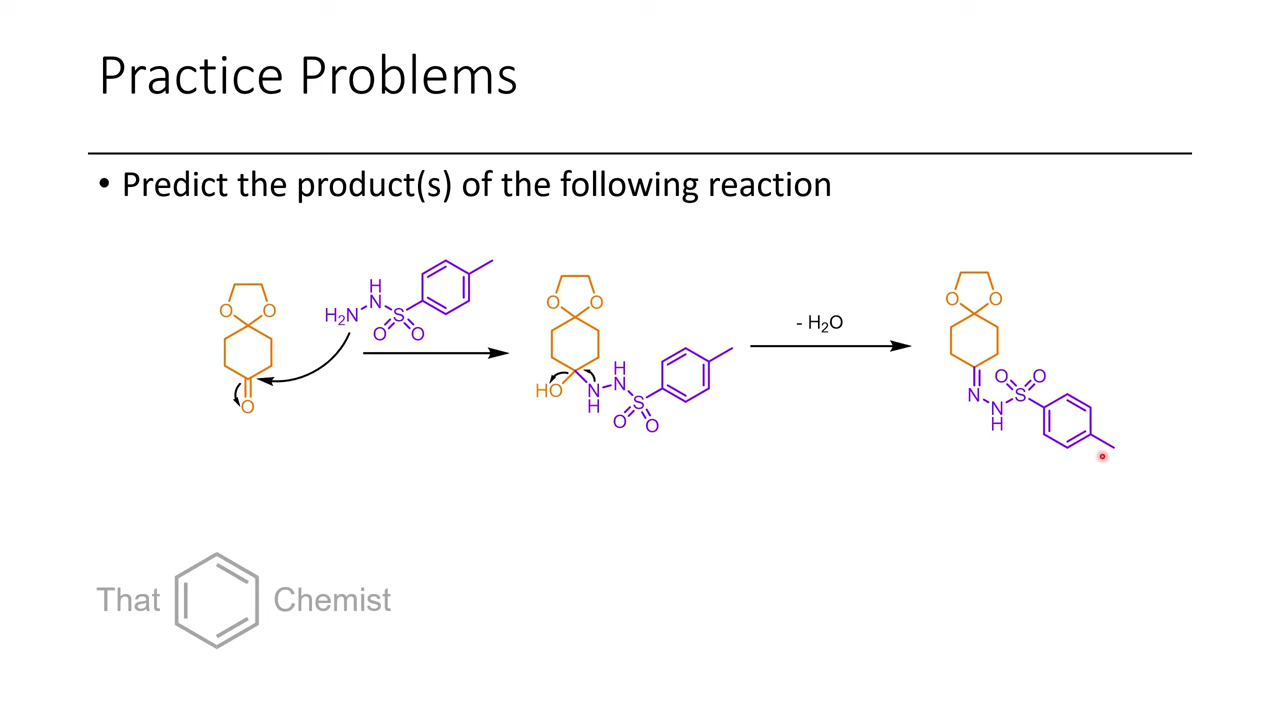 Practice Problems
• Predict the product(s) of the following reaction
O O
O
H₂N
H
N
S
O O
O O
HO
N
H
H
N
S
O O
- H₂O
O O
N
N
H
O O
S
That Chemist